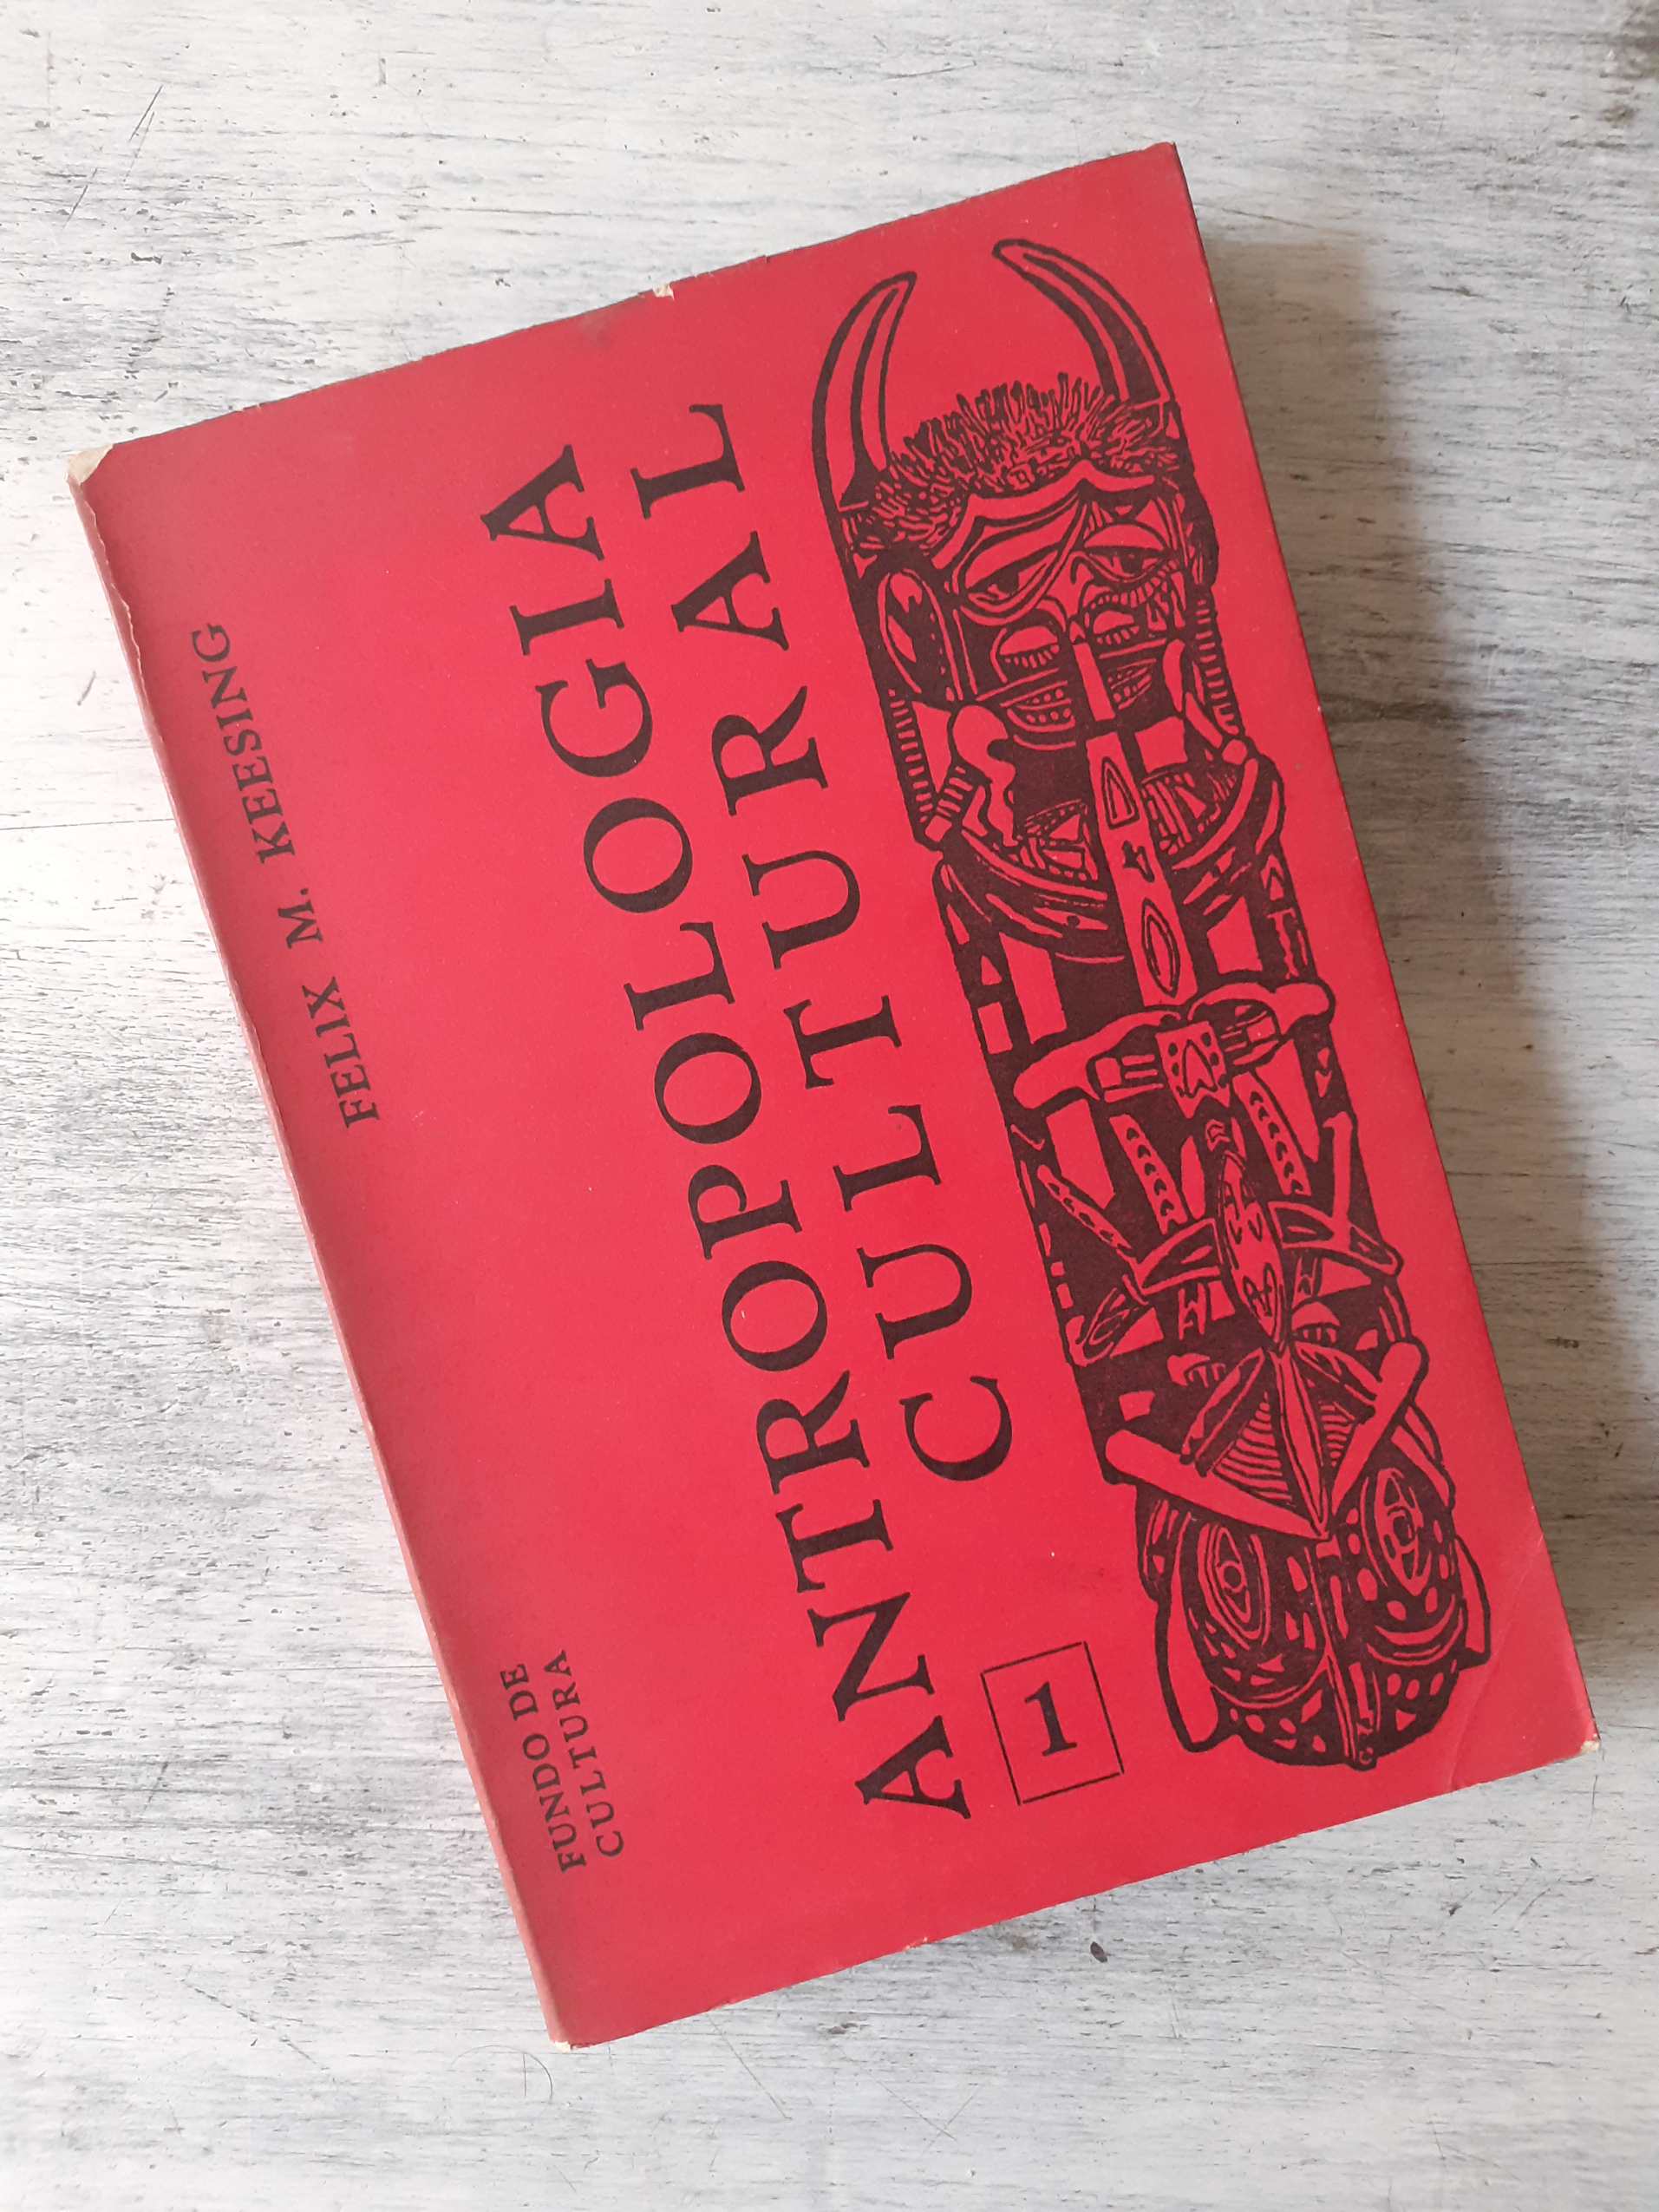 FELIX M. KEESING
ANTROPOLOGIA
CULTURAL
1
FUNDO DE
CULTURA